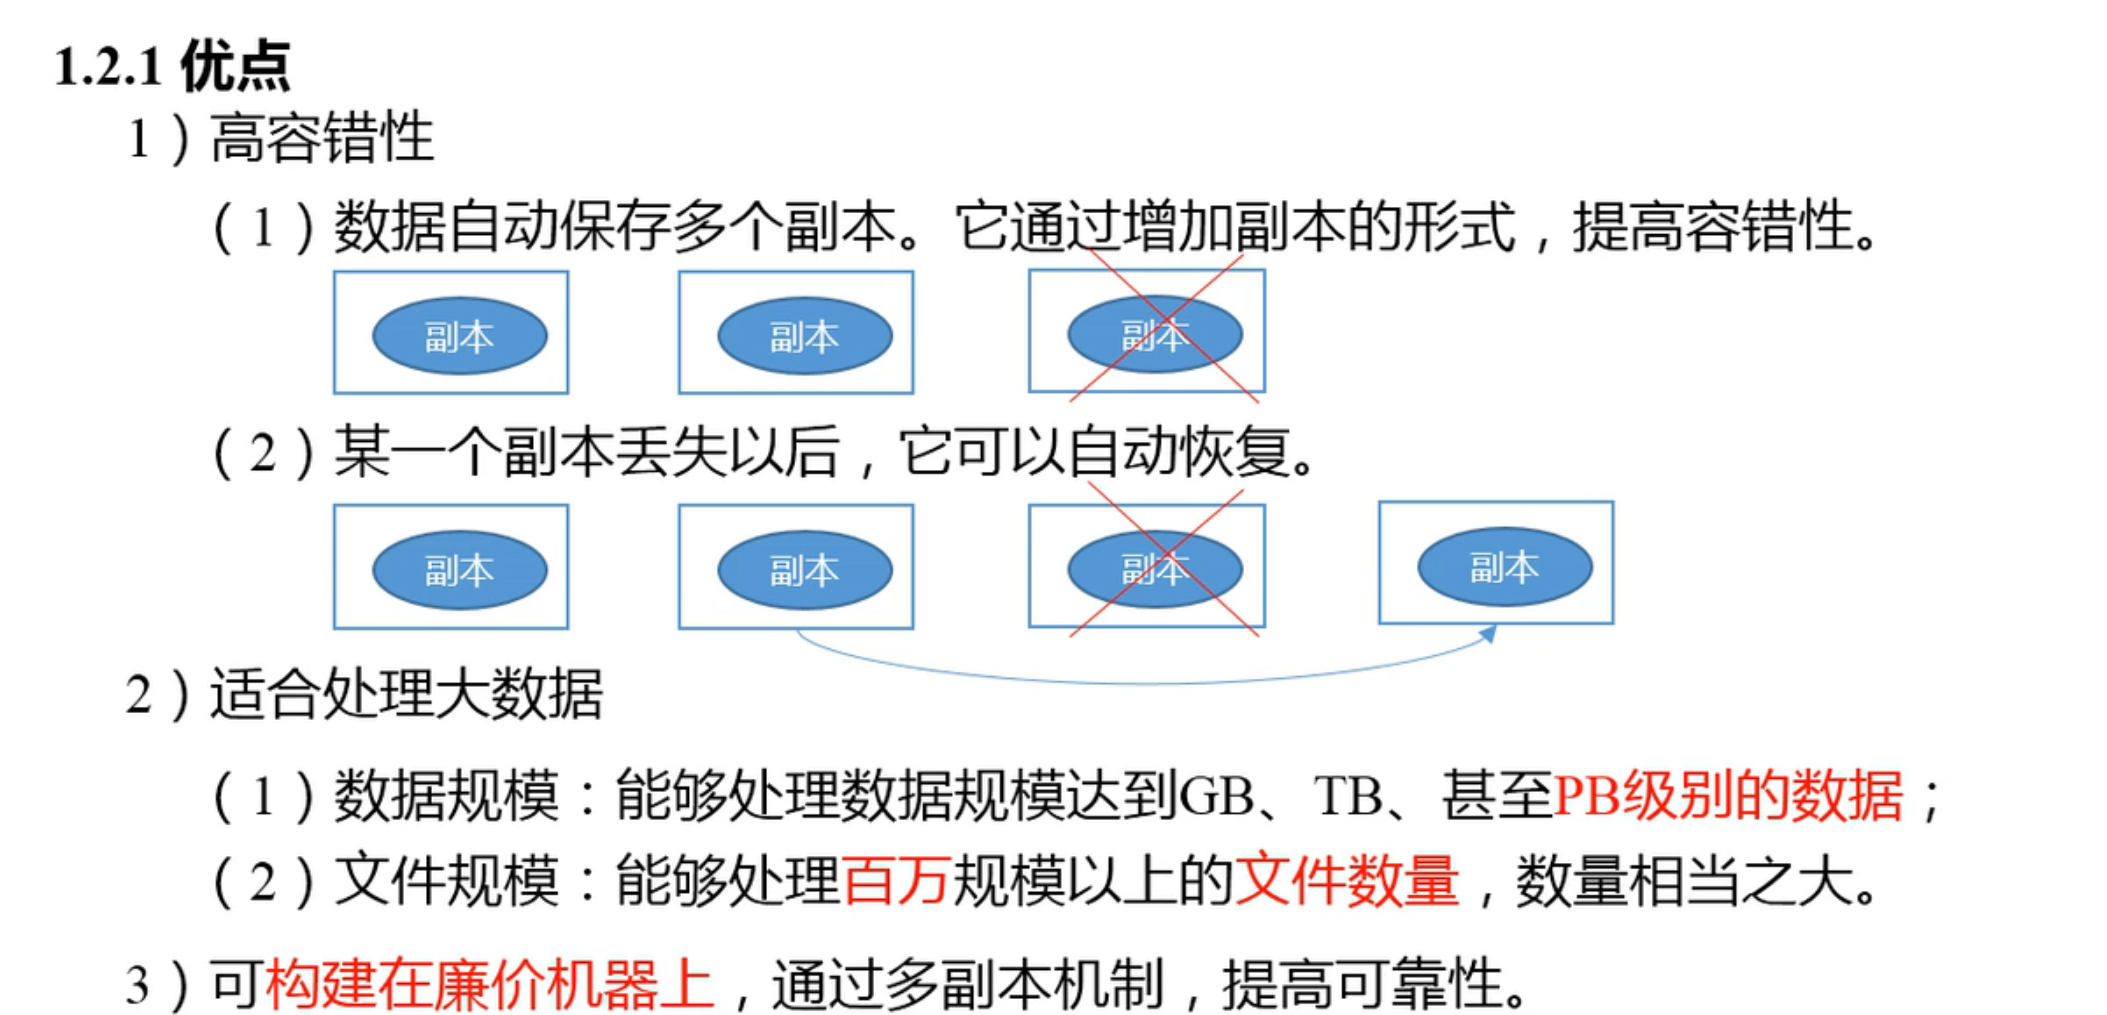 1.2.1 优点
1）高容错性
（1）数据自动保存多个副本。它通过增加副本的形式，提高容错性。
副本 副本 副本
（2）某一个副本丢失以后，它可以自动恢复。
副本 副本 副本 副本
2）适合处理大数据
（1）数据规模：能够处理数据规模达到GB、TB、甚至PB级别的数据；
（2）文件规模：能够处理百万规模以上的文件数量，数量相当之大。
3）可构建在廉价机器上，通过多副本机制，提高可靠性。